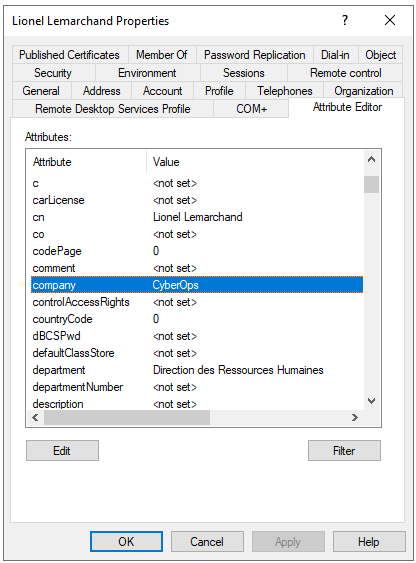 Lionel Lemarchand Properties
Published Certificates Member Of Password Replication Dial-in Object
Security Environment Sessions Remote control
General Address Account Profile Telephones Organization
Remote Desktop Services Profile COM+ Attribute Editor
Attributes:
Attribute Value
c <not set>
carLicense <not set>
cn Lionel Lemarchand
co <not set>
codePage 0
comment <not set>
company CyberOps
controlAccessRights <not set>
countryCode 0
dBCSPwd <not set>
defaultClassStore <not set>
department Direction des Ressources Humaines
departmentNumber <not set>
description <not set>
Edit Filter
OK Cancel Apply Help